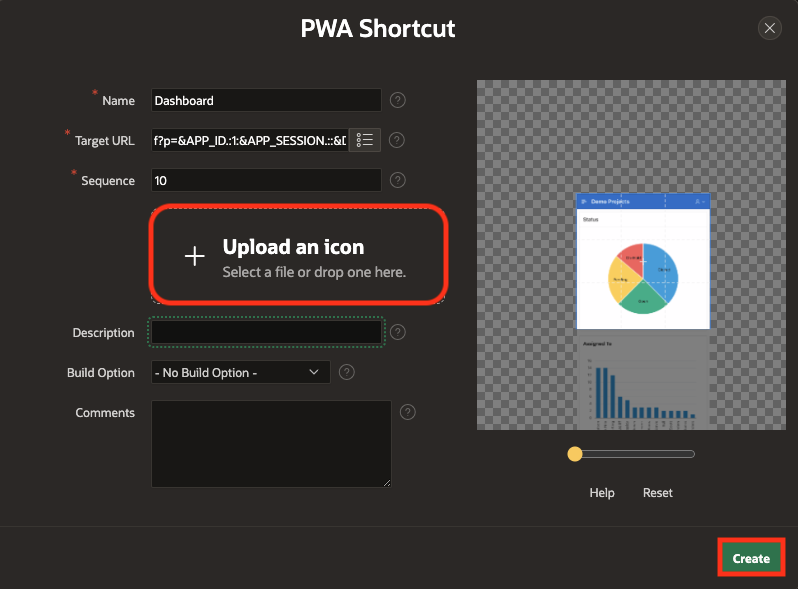 PWA Shortcut
* Name Dashboard ?
* Target URL f?p=&APP_ID.:1:&APP_SESSION.::&D ?
* Sequence 10 ?
Upload an icon
Select a file or drop one here.
Description ?
Build Option - No Build Option - ?
Comments ?
Demo Projects
Status
Assigned to
Help Reset
Create